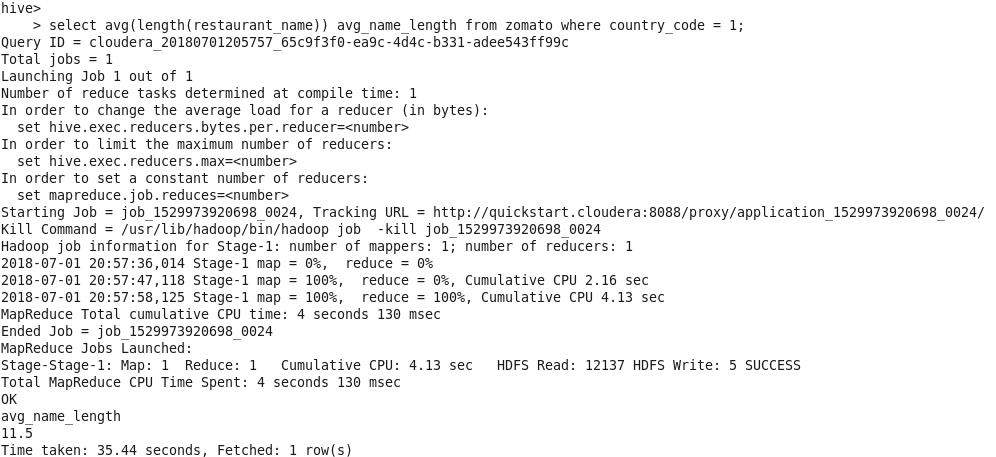 hive>
    > select avg(length(restaurant_name)) avg_name_length from zomato where country_code = 1;
Query ID = cloudera_20180701205757_65c9f3f0-ea9c-4d4c-b331-adee543ff99c
Total jobs = 1
Launching Job 1 out of 1
Number of reduce tasks determined at compile time: 1
In order to change the average load for a reducer (in bytes):
  set hive.exec.reducers.bytes.per.reducer=<number>
In order to limit the maximum number of reducers:
  set hive.exec.reducers.max=<number>
In order to set a constant number of reducers:
  set mapreduce.job.reduces=<number>
Starting Job = job_1529973920698_0024, Tracking URL = http://quickstart.cloudera:8088/proxy/application_1529973920698_0024/
Kill Command = /usr/lib/hadoop/bin/hadoop job  -kill job_1529973920698_0024
Hadoop job information for Stage-1: number of mappers: 1; number of reducers: 1
2018-07-01 20:57:36,014 Stage-1 map = 0%,  reduce = 0%
2018-07-01 20:57:47,118 Stage-1 map = 100%,  reduce = 0%, Cumulative CPU 2.16 sec
2018-07-01 20:57:58,125 Stage-1 map = 100%,  reduce = 100%, Cumulative CPU 4.13 sec
MapReduce Total cumulative CPU time: 4 seconds 130 msec
Ended Job = job_1529973920698_0024
MapReduce Jobs Launched:
Stage-Stage-1: Map: 1  Reduce: 1   Cumulative CPU: 4.13 sec   HDFS Read: 12137 HDFS Write: 5 SUCCESS
Total MapReduce CPU Time Spent: 4 seconds 130 msec
OK
avg_name_length
11.5
Time taken: 35.44 seconds, Fetched: 1 row(s)